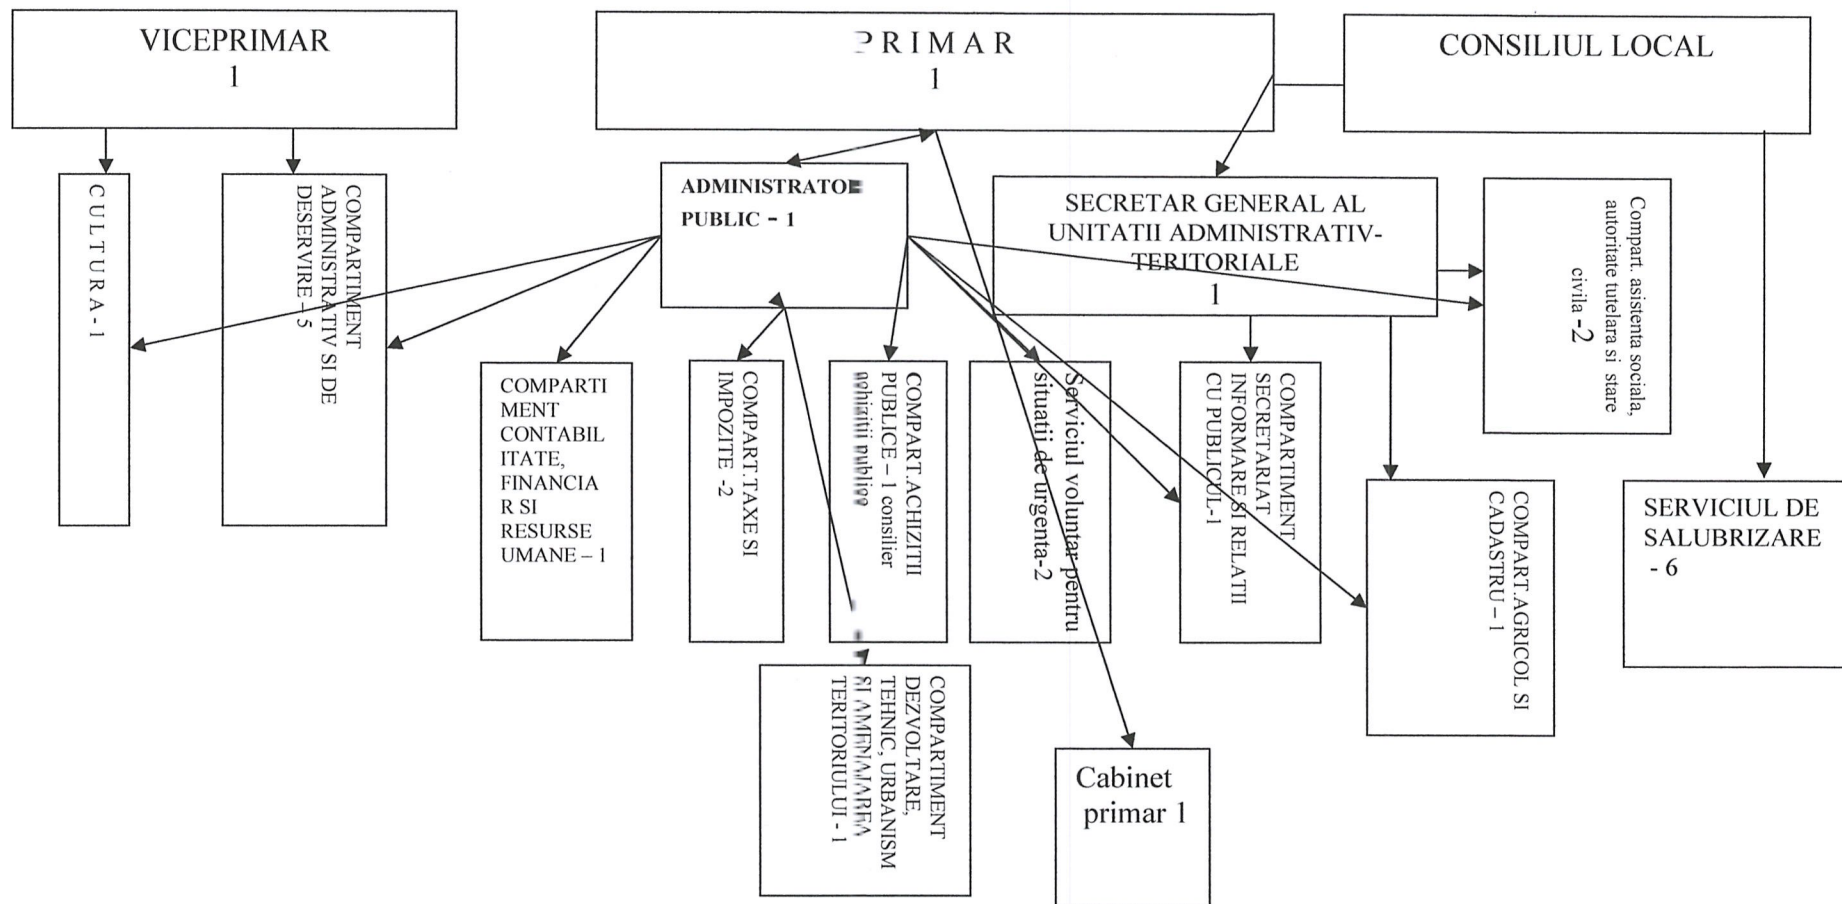 VICEPRIMAR
1
PRIMAR
1
CONSILIUL LOCAL
CULTURA-1
COMPARTIMENT
ADMINISTRATIV SI DE
DESERVIRE – 5
ADMINISTRATOR
PUBLIC - 1
SECRETAR GENERAL AL
UNITATII ADMINISTRATIV-
TERITORIALE
1
Compart. asistenta sociala,
autoritate tutelara si stare
civila -2
COMPARTI
MENT
CONTABIL
ITATE,
FINANCIA
R SI
RESURSE
UMANE – 1
COMPART.TAXE SI
IMPOZITE -2
COMPART.ACHIZITII
PUBLICE – 1 consilier
achizitii publice
Serviciul voluntar pentru
situatii de urgenta-2
COMPARTIMENT
SECRETARIAT
INFORMARE SI RELATII
CU PUBLICUL-1
COMPART.AGRICOL SI
CADASTRU – 1
SERVICIUL DE
SALUBRIZARE
- 6
COMPARTIMENT
DEZVOLTARE,
TEHNIC, URBANISM
SI AMENAJAREA
TERITORIULUI - 1
Cabinet
primar 1